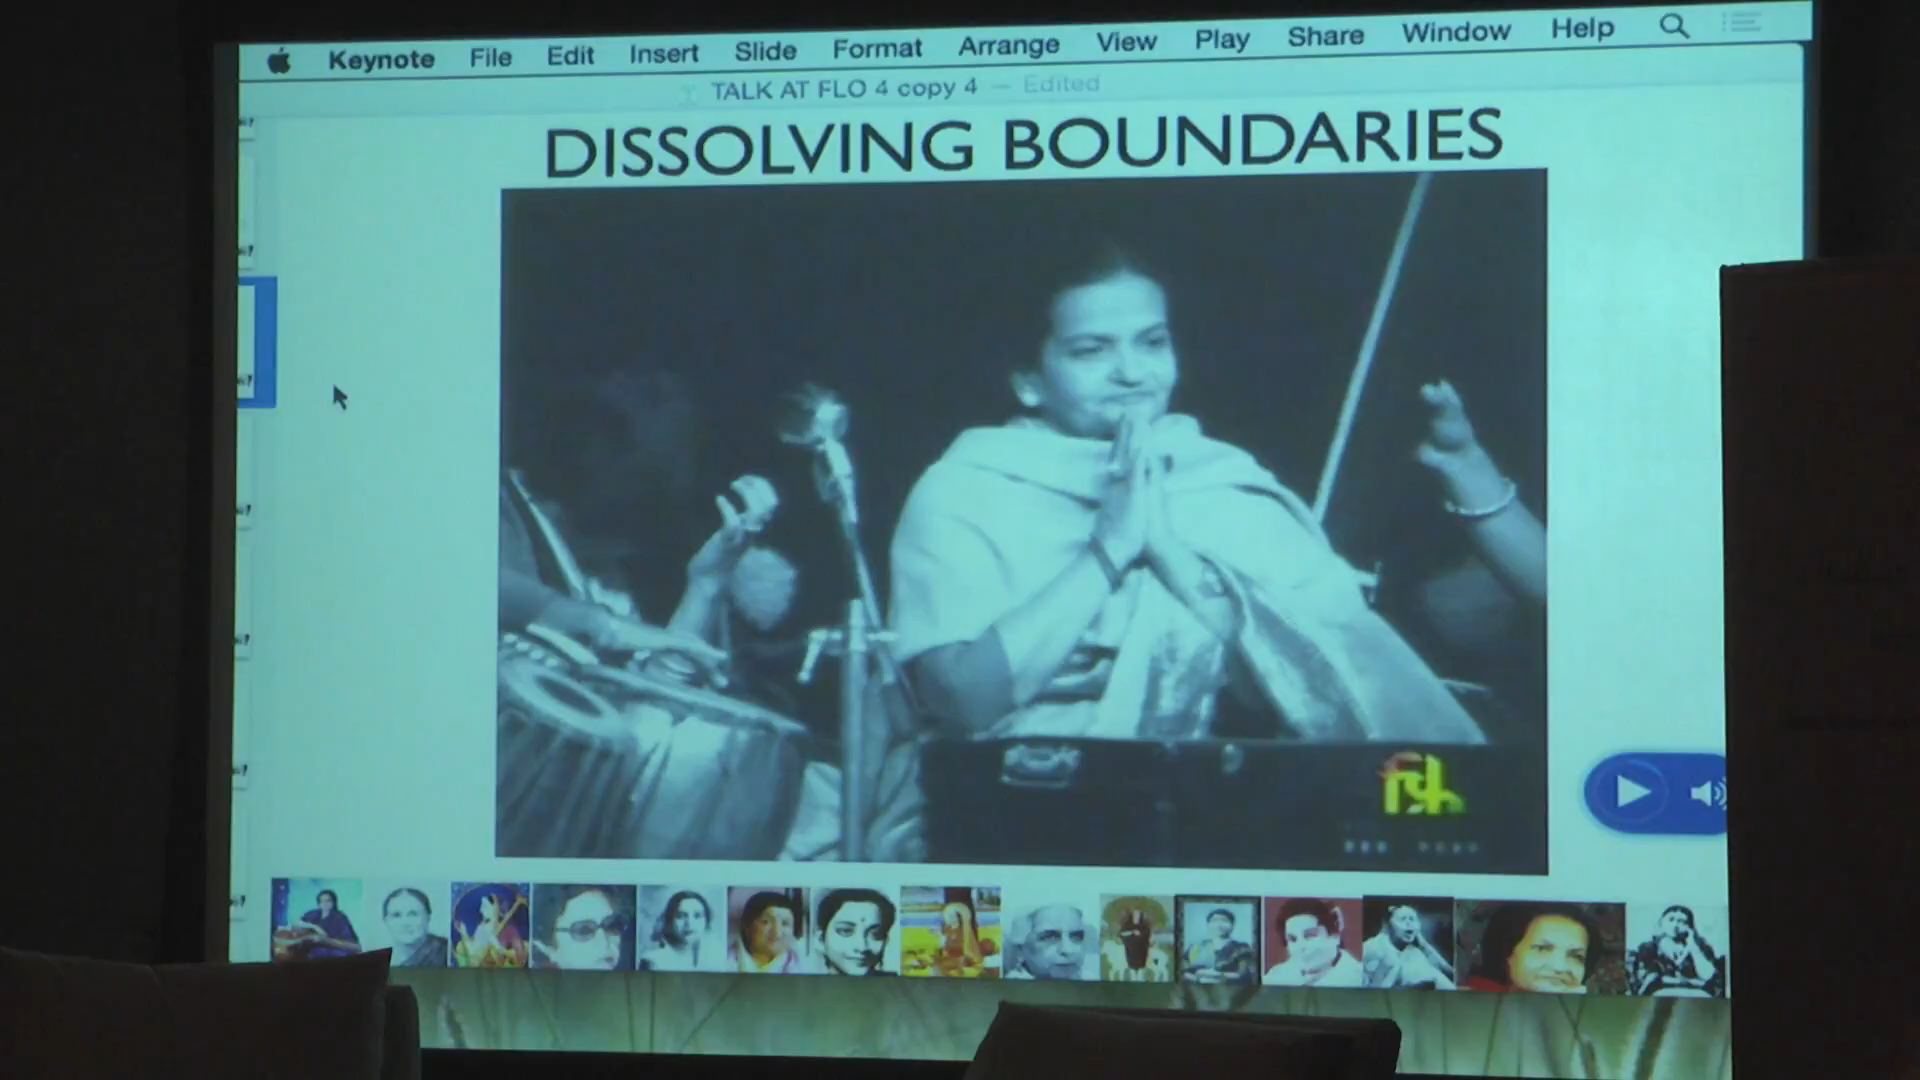 Keynote File Edit Insert Slide Format Arrange View Play Share Window Help
TALK AT FLO 4 copy 4 — Edited
DISSOLVING BOUNDARIES